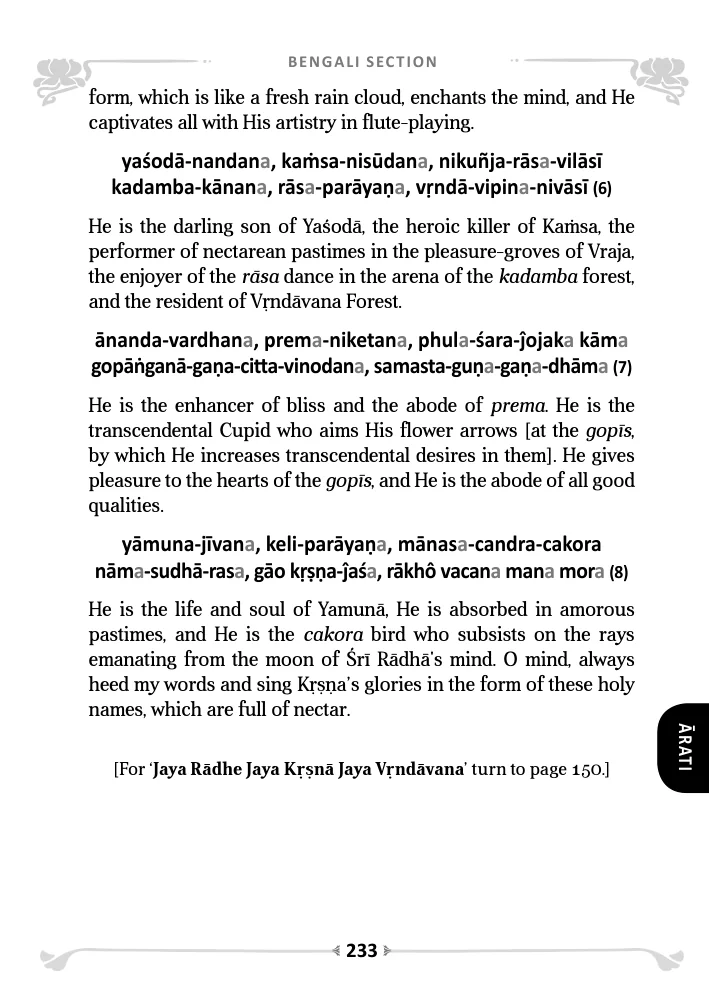 BENGALI SECTION
form, which is like a fresh rain cloud, enchants the mind, and He
captivates all with His artistry in flute-playing.
yaśodā-nandana, kaṁsa-nisūdana, nikuñja-rāsa-vilāsī
kadamba-kānana, rāsa-parāyaṇa, vṛndā-vipina-nivāsī (6)
He is the darling son of Yaśodā, the heroic killer of Kaṁsa, the
performer of nectarean pastimes in the pleasure-groves of Vraja,
the enjoyer of the rāsa dance in the arena of the kadamba forest,
and the resident of Vṛndāvana Forest.
ānanda-vardhana, prema-niketana, phula-śara-ĵojaka kāma
gopāṅganā-gaṇa-citta-vinodana, samasta-guṇa-gaṇa-dhāma (7)
He is the enhancer of bliss and the abode of prema. He is the
transcendental Cupid who aims His flower arrows [at the gopīs,
by which He increases transcendental desires in them]. He gives
pleasure to the hearts of the gopīs, and He is the abode of all good
qualities.
yāmuna-jīvana, keli-parāyaṇa, mānasa-candra-cakora
nāma-sudhā-rasa, gāo kṛṣṇa-ĵaśa, rākhô vacana mana mora (8)
He is the life and soul of Yamunā, He is absorbed in amorous
pastimes, and He is the cakora bird who subsists on the rays
emanating from the moon of Śrī Rādhā's mind. O mind, always
heed my words and sing Kṛṣṇa's glories in the form of these holy
names, which are full of nectar.
ĀRATI
[For ‘Jaya Rādhe Jaya Kṛṣṇā Jaya Vṛndāvana’ turn to page 150.]
233